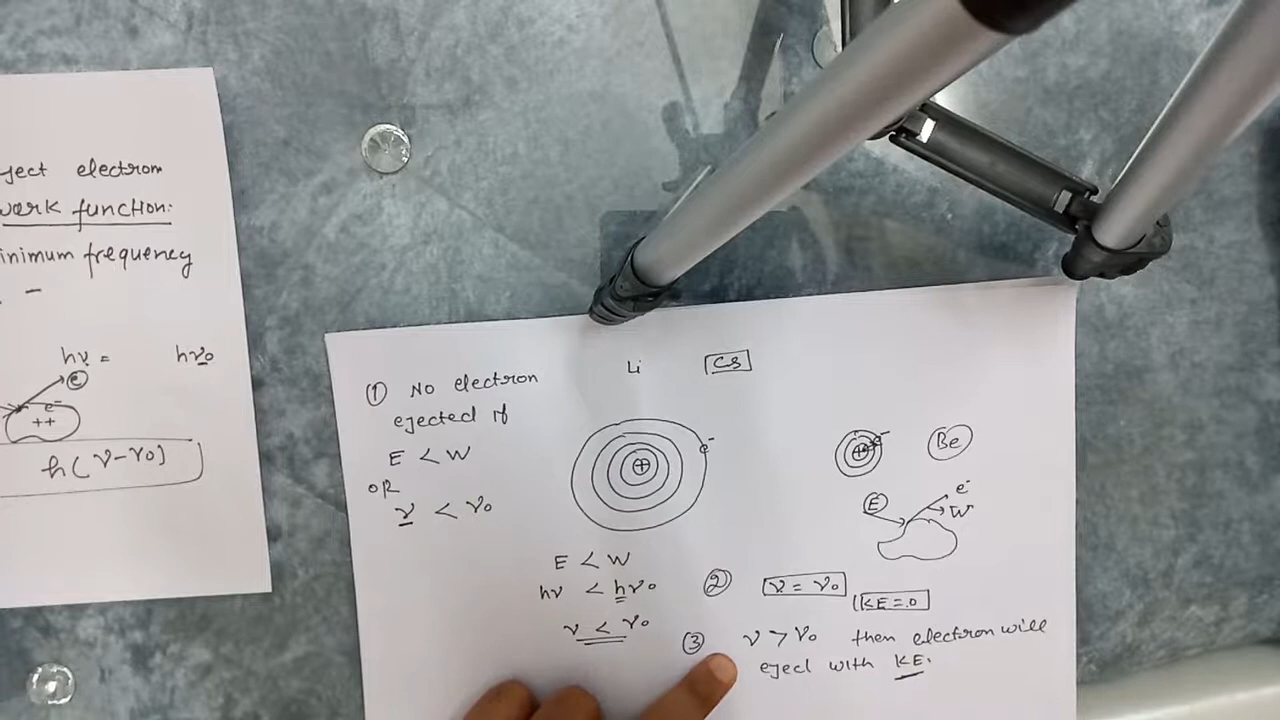 ject electron
work function:
inimum frequency
hν = hν₀
e
e⁻
++
h(ν-ν₀)
Li Cs
① No electron
ejected if
E < W
OR
ν < ν₀
+ e⁻
+ e⁻ Be
E e⁻
W
E < W
hν < hν₀
ν < ν₀
② ν = ν₀
KE = 0
③ ν > ν₀ then electron will
eject with KE.